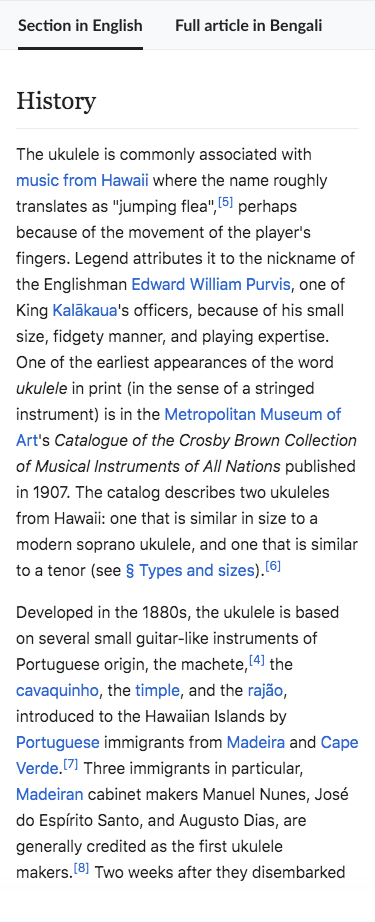 Section in English
Full article in Bengali
History
The ukulele is commonly associated with
music from Hawaii where the name roughly
translates as "jumping flea",[5] perhaps
because of the movement of the player's
fingers. Legend attributes it to the nickname of
the Englishman Edward William Purvis, one of
King Kalākaua's officers, because of his small
size, fidgety manner, and playing expertise.
One of the earliest appearances of the word
ukulele in print (in the sense of a stringed
instrument) is in the Metropolitan Museum of
Art's Catalogue of the Crosby Brown Collection
of Musical Instruments of All Nations published
in 1907. The catalog describes two ukuleles
from Hawaii: one that is similar in size to a
modern soprano ukulele, and one that is similar
to a tenor (see § Types and sizes).[6]
Developed in the 1880s, the ukulele is based
on several small guitar-like instruments of
Portuguese origin, the machete,[4] the
cavaquinho, the timple, and the rajão,
introduced to the Hawaiian Islands by
Portuguese immigrants from Madeira and Cape
Verde.[7] Three immigrants in particular,
Madeiran cabinet makers Manuel Nunes, José
do Espírito Santo, and Augusto Dias, are
generally credited as the first ukulele
makers.[8] Two weeks after they disembarked